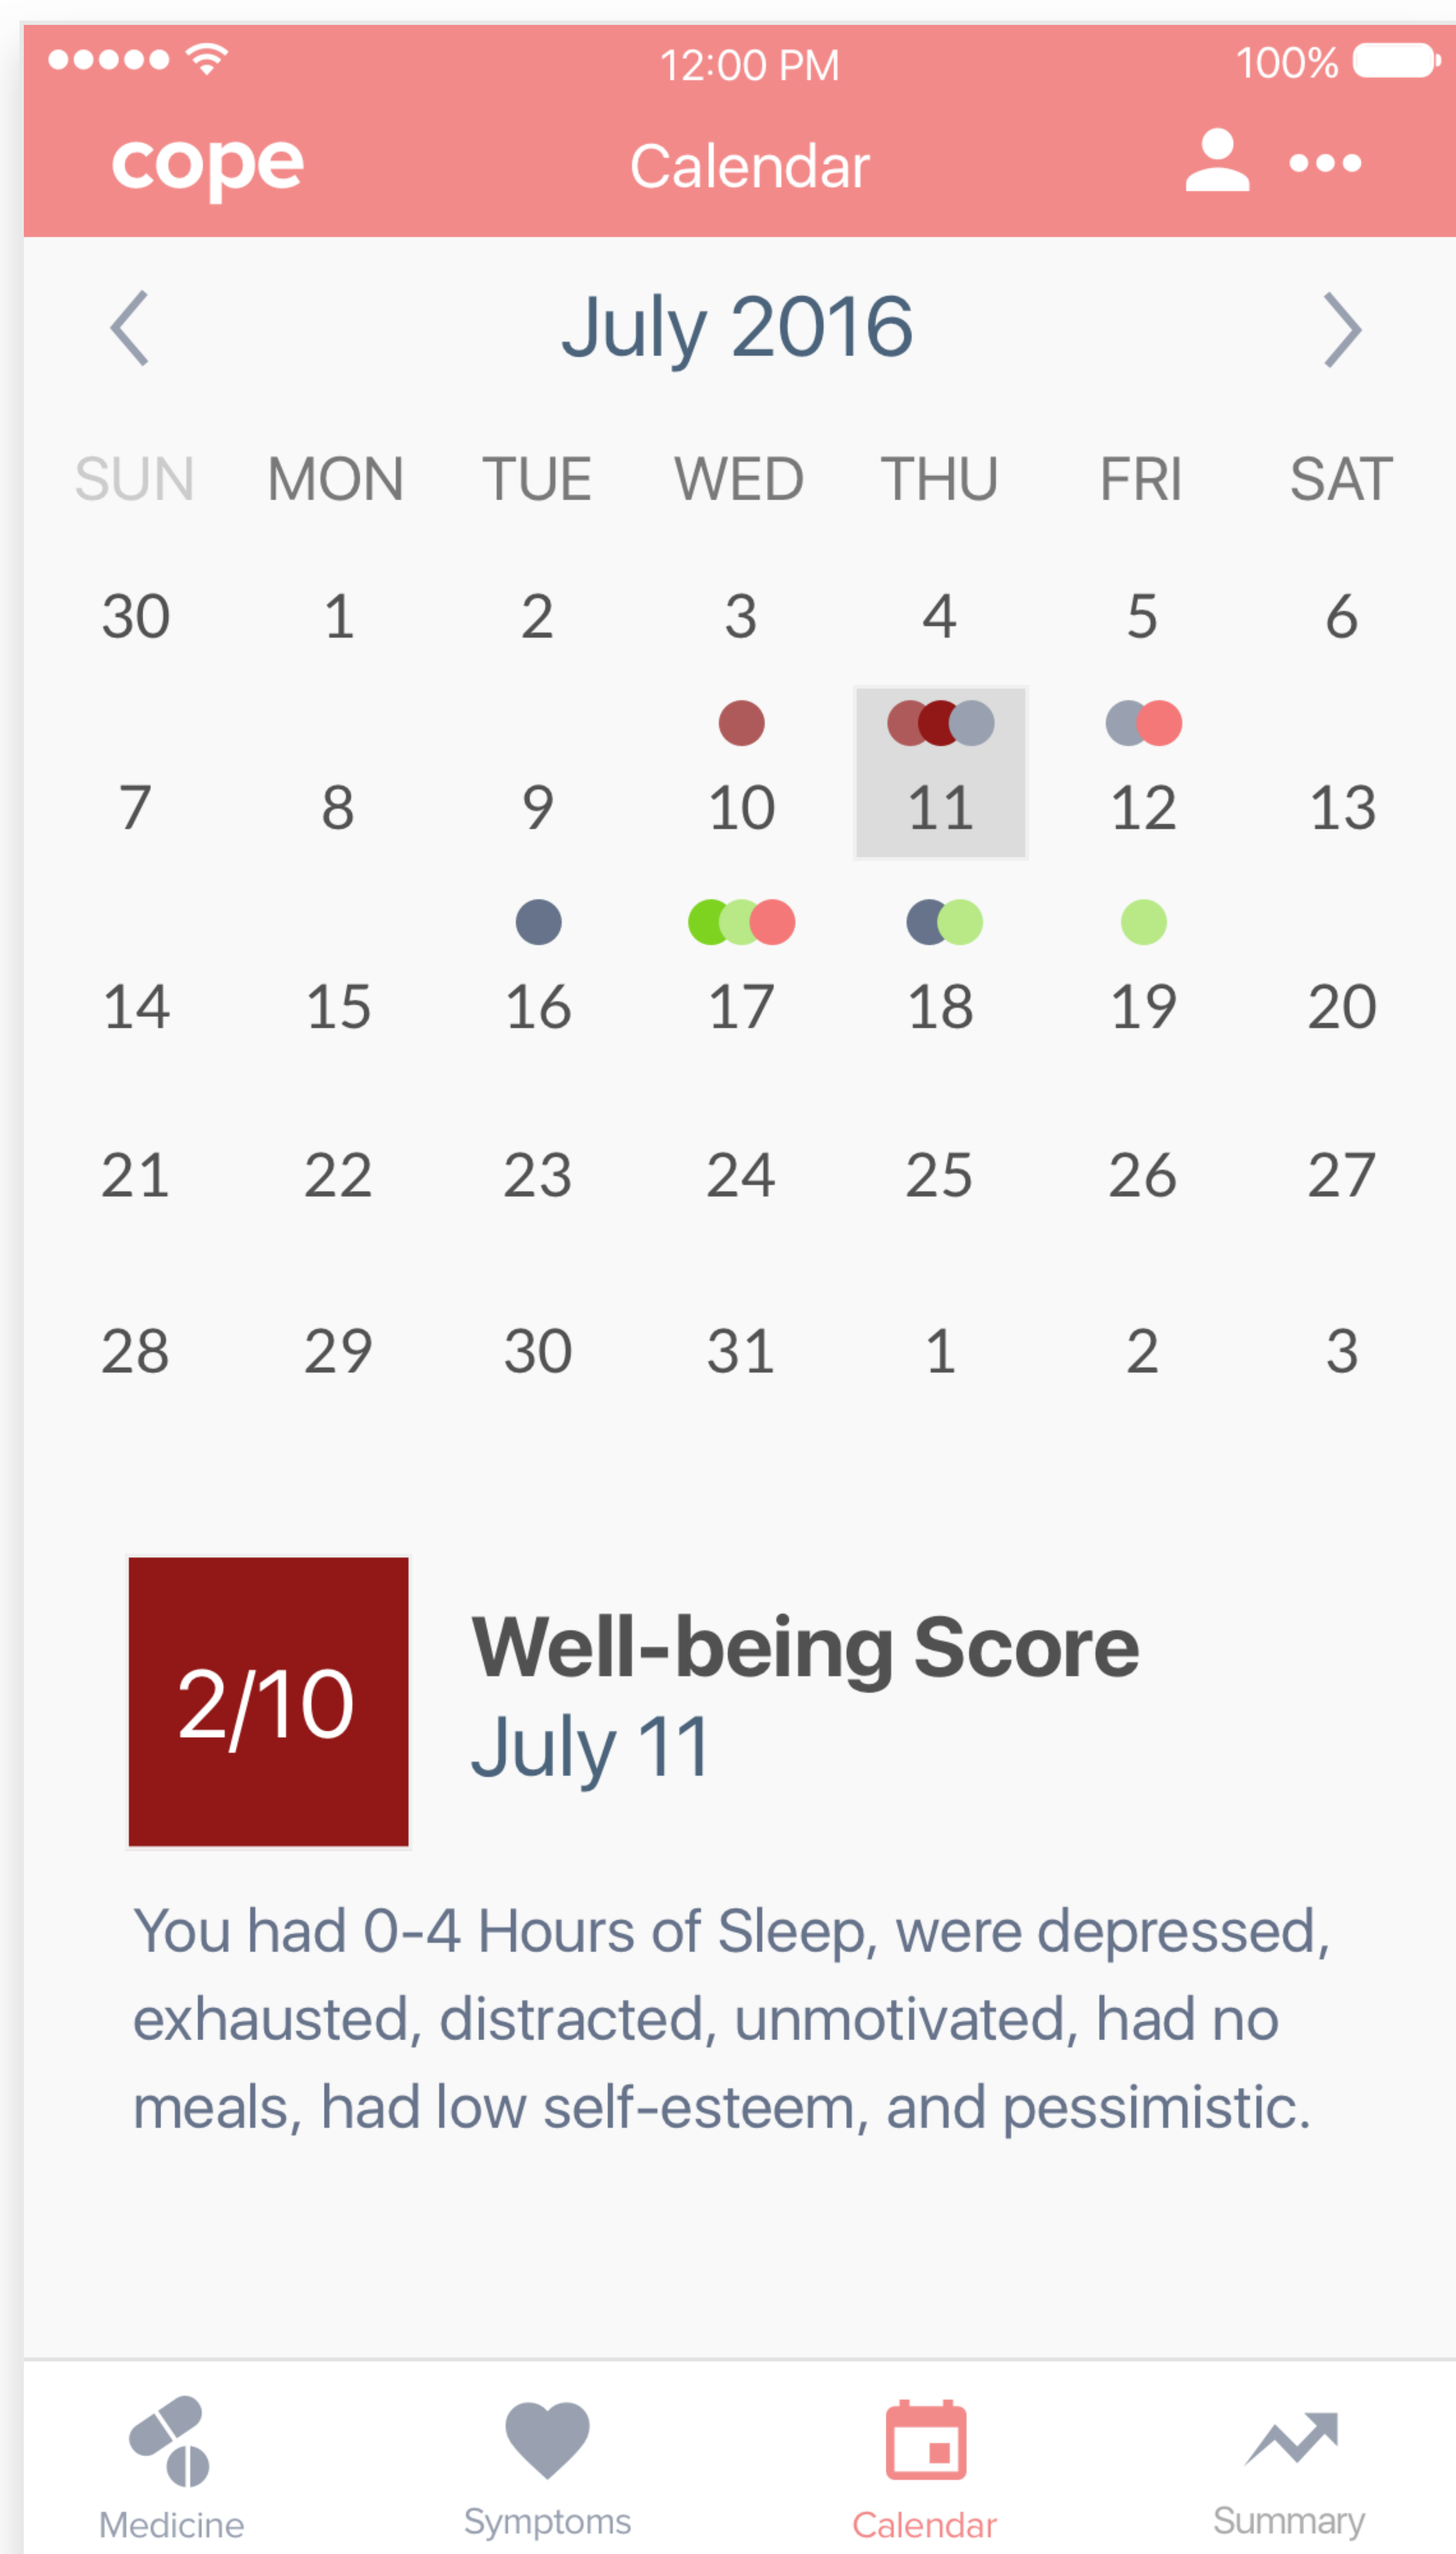 12:00 PM 100%
cope Calendar
July 2016
SUN MON TUE WED THU FRI SAT
30 1 2 3 4 5 6
7 8 9 10 11 12 13
14 15 16 17 18 19 20
21 22 23 24 25 26 27
28 29 30 31 1 2 3
2/10
Well-being Score
July 11
You had 0-4 Hours of Sleep, were depressed,
exhausted, distracted, unmotivated, had no
meals, had low self-esteem, and pessimistic.
Medicine Symptoms Calendar Summary